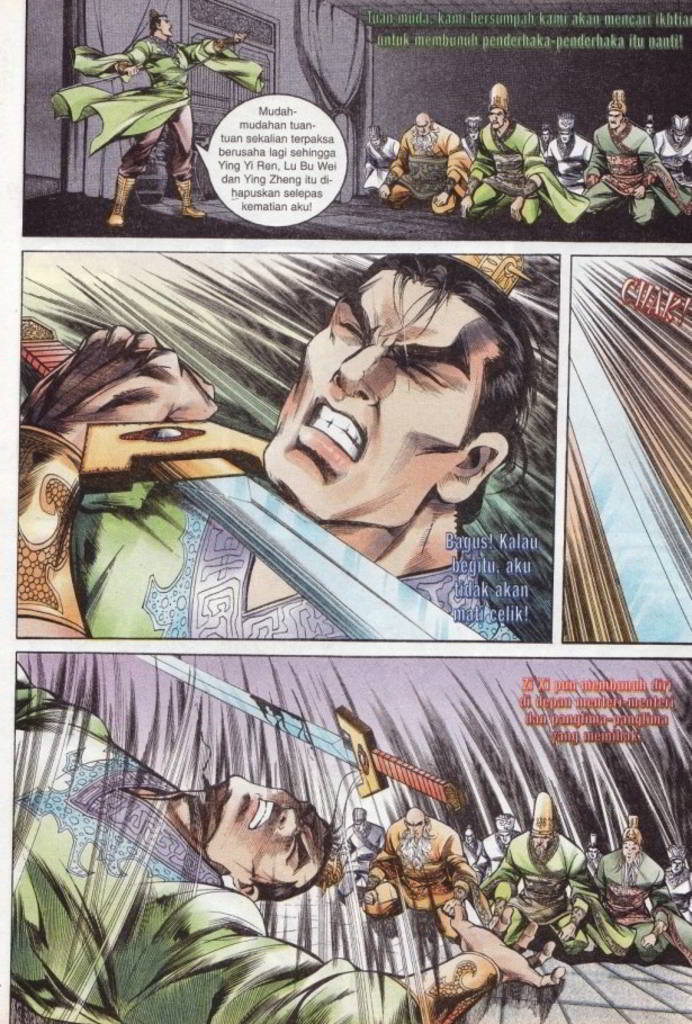 Tuan muda, kami bersumpah kami akan mencari ikhtiar
untuk membunuh penderhaka-penderhaka itu nanti!
Mudah-
mudahan tuan-
tuan sekalian terpaksa
berusaha lagi sehingga
Ying Yi Ren, Lu Bu Wei
dan Ying Zheng itu di-
hapuskan selepas
kematian aku!
Bagus! Kalau
begitu, aku
tidak akan
mati celik!
CHAK!
Zi Xi pun membunuh diri
di depan menteri-menteri
dan panglima-panglima
yang memihak.